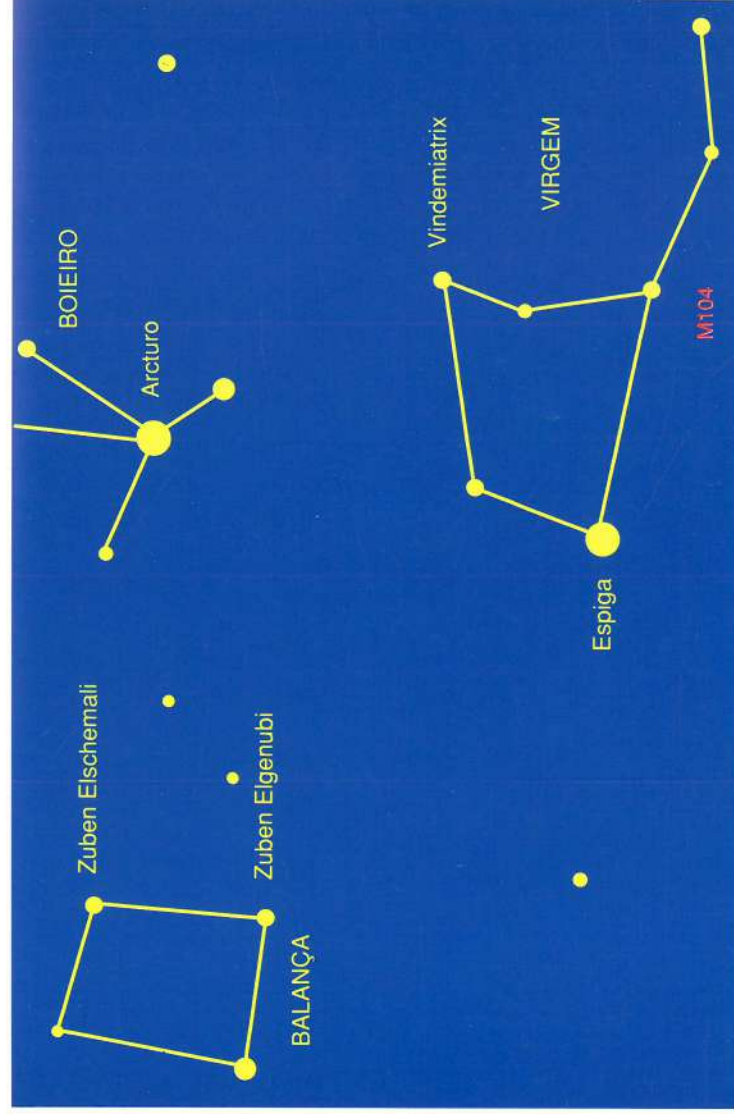 BOIEIRO
Arcturo
Vindemiatrix
VIRGEM
M104
Espiga
Zuben Elschemali
Zuben Elgenubi
BALANÇA